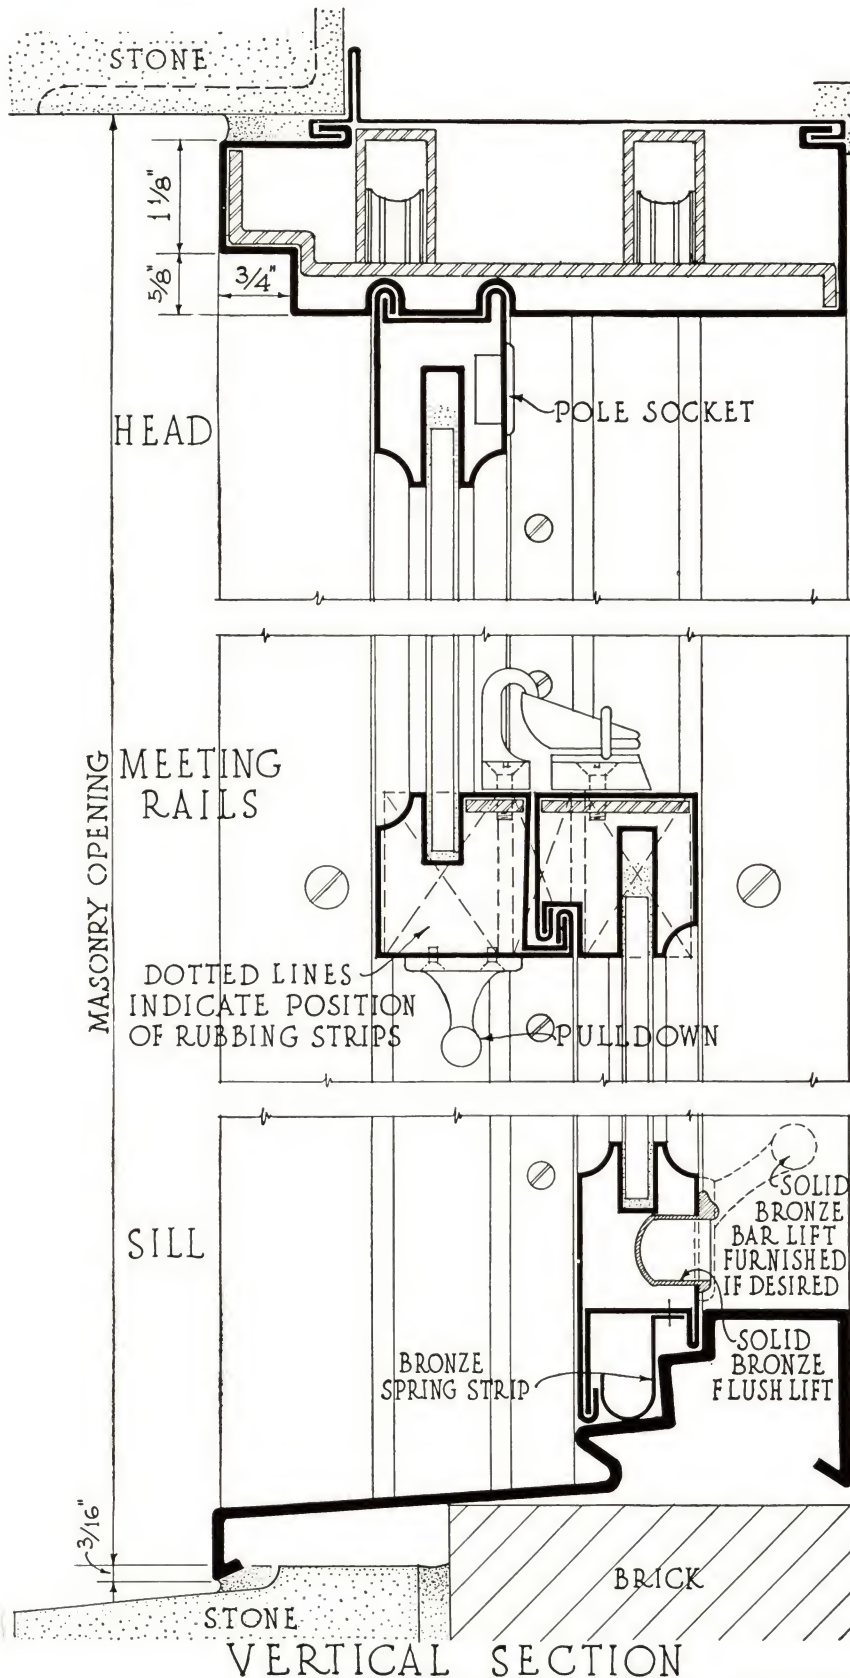 STONE
1 1/8"
5/8"
3/4"
HEAD
POLE SOCKET
MEETING
RAILS
MASONRY OPENING
DOTTED LINES
INDICATE POSITION
OF RUBBING STRIPS
PULLDOWN
SILL
SOLID
BRONZE
BAR LIFT
FURNISHED
IF DESIRED
SOLID
BRONZE
FLUSH LIFT
BRONZE
SPRING STRIP
3/16"
BRICK
STONE
VERTICAL SECTION